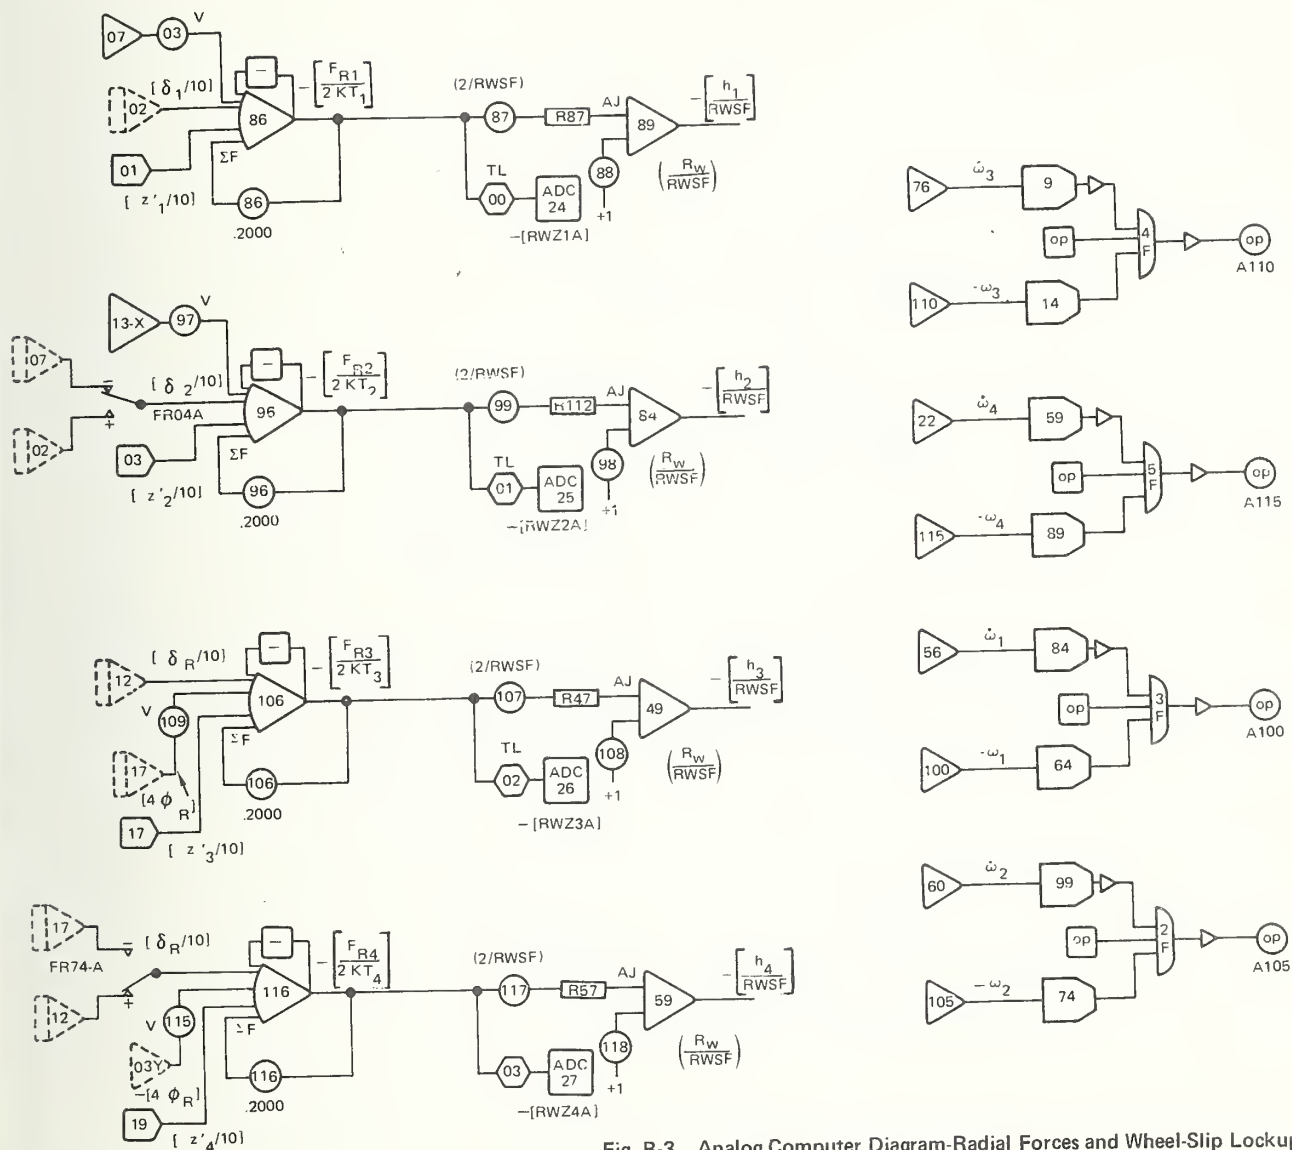 07
03
V
[ δ1/10]
02
86
ΣF
01
[ z'1/10]
86
.2000
−
−[FR1 / 2 KT1]
(2/RWSF)
87
R87
AJ
89
−[h1 / RWSF]
88
+1
(Rw / RWSF)
TL
00
ADC
24
−[RWZ1A]
13-X
97
V
07
02
−
+
[ δ2/10]
FR04A
96
ΣF
03
[ z'2/10]
96
.2000
−
−[FR2 / 2 KT2]
(2/RWSF)
99
R112
AJ
84
−[h2 / RWSF]
98
+1
(Rw / RWSF)
TL
01
ADC
25
−[RWZ2A]
[ δR/10]
12
V
109
17
[4 ϕR]
106
ΣF
17
[ z'3/10]
106
.2000
−
−[FR3 / 2 KT3]
(2/RWSF)
107
R47
AJ
49
−[h3 / RWSF]
108
+1
(Rw / RWSF)
TL
02
ADC
26
−[RWZ3A]
17
FR74-A
−
+
12
[ δR/10]
V
115
03Y
−[4 ϕR]
116
ΣF
19
[ z'4/10]
116
.2000
−
−[FR4 / 2 KT4]
(2/RWSF)
117
R57
AJ
59
−[h4 / RWSF]
118
+1
(Rw / RWSF)
03
ADC
27
−[RWZ4A]
76
ω̇3
9
op
4
F
op
A110
110
-ω3
14
22
ω̇4
59
op
5
F
op
A115
115
-ω4
89
56
ω̇1
84
op
3
F
op
A100
100
-ω1
64
60
ω̇2
99
op
2
F
op
A105
105
−ω2
74
Fig. B-3 Analog Computer Diagram-Radial Forces and Wheel-Slip Lockup